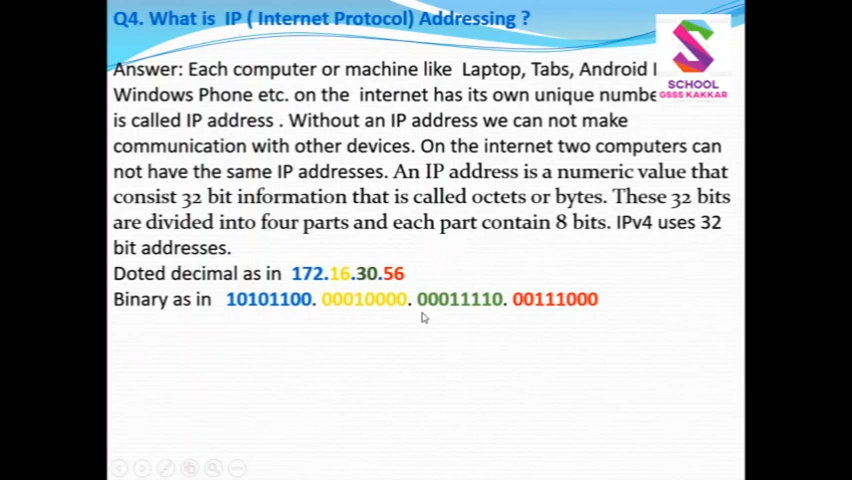 Q4. What is IP ( Internet Protocol) Addressing ?
SCHOOL
GSSS KAKKAR
Answer: Each computer or machine like Laptop, Tabs, Android
Windows Phone etc. on the internet has its own unique numbe
is called IP address . Without an IP address we can not make
communication with other devices. On the internet two computers can
not have the same IP addresses. An IP address is a numeric value that
consist 32 bit information that is called octets or bytes. These 32 bits
are divided into four parts and each part contain 8 bits. IPv4 uses 32
bit addresses.
Doted decimal as in 172.16.30.56
Binary as in 10101100. 00010000. 00011110. 00111000